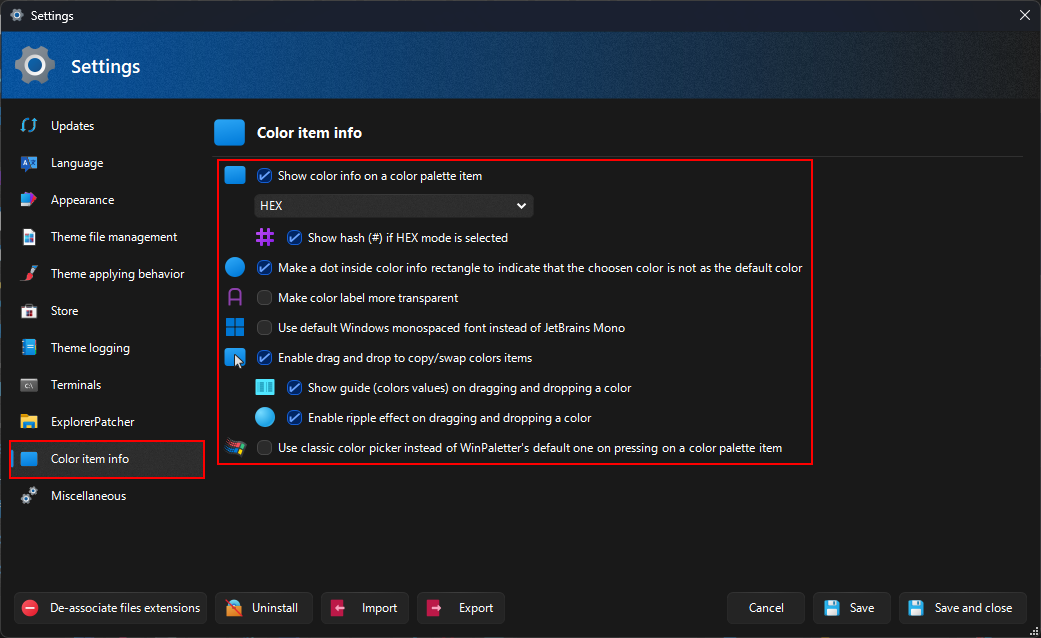 Settings
Settings
Updates
Language
Appearance
Theme file management
Theme applying behavior
Store
Theme logging
Terminals
ExplorerPatcher
Color item info
Miscellaneous
Color item info
Show color info on a color palette item
HEX
Show hash (#) if HEX mode is selected
Make a dot inside color info rectangle to indicate that the choosen color is not as the default color
Make color label more transparent
Use default Windows monospaced font instead of JetBrains Mono
Enable drag and drop to copy/swap colors items
Show guide (colors values) on dragging and dropping a color
Enable ripple effect on dragging and dropping a color
Use classic color picker instead of WinPaletter's default one on pressing on a color palette item
De-associate files extensions
Uninstall
Import
Export
Cancel
Save
Save and close